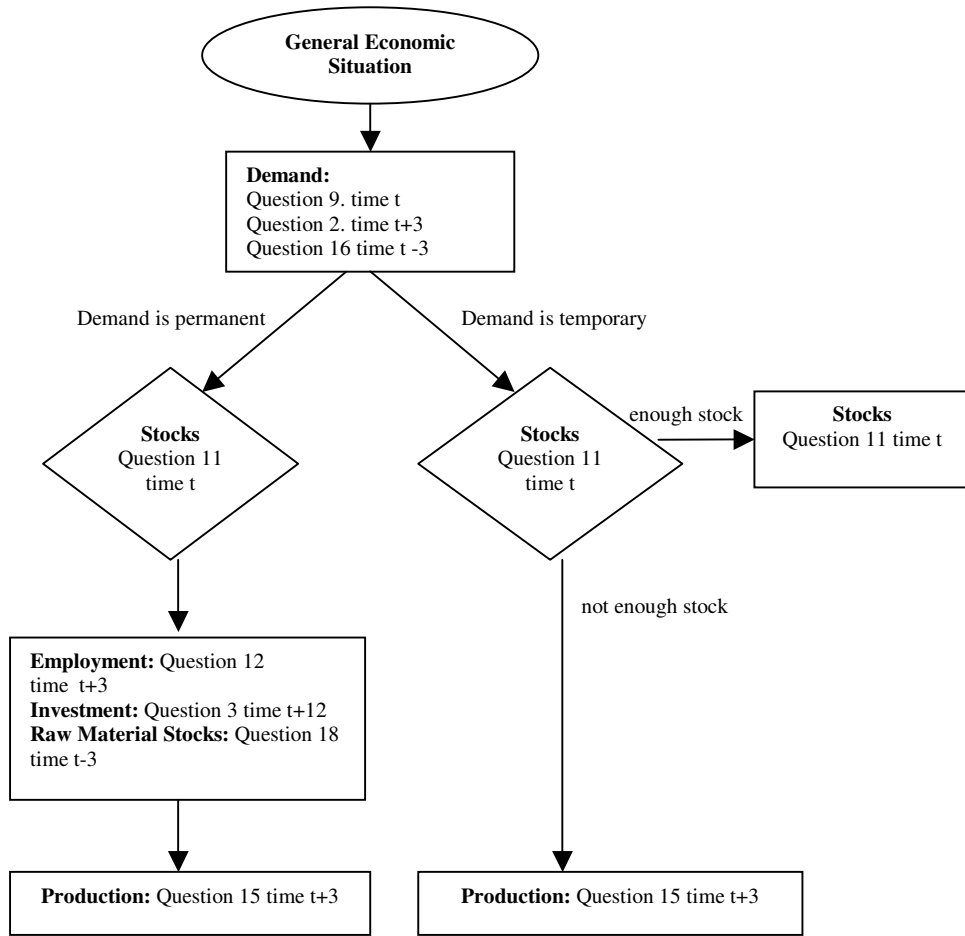 General Economic
Situation
Demand:
Question 9. time t
Question 2. time t+3
Question 16 time t -3
Demand is permanent
Demand is temporary
Stocks
Question 11
time t
Stocks
Question 11
time t
enough stock
Stocks
Question 11 time t
not enough stock
Employment: Question 12
time t+3
Investment: Question 3 time t+12
Raw Material Stocks: Question 18
time t-3
Production: Question 15 time t+3
Production: Question 15 time t+3